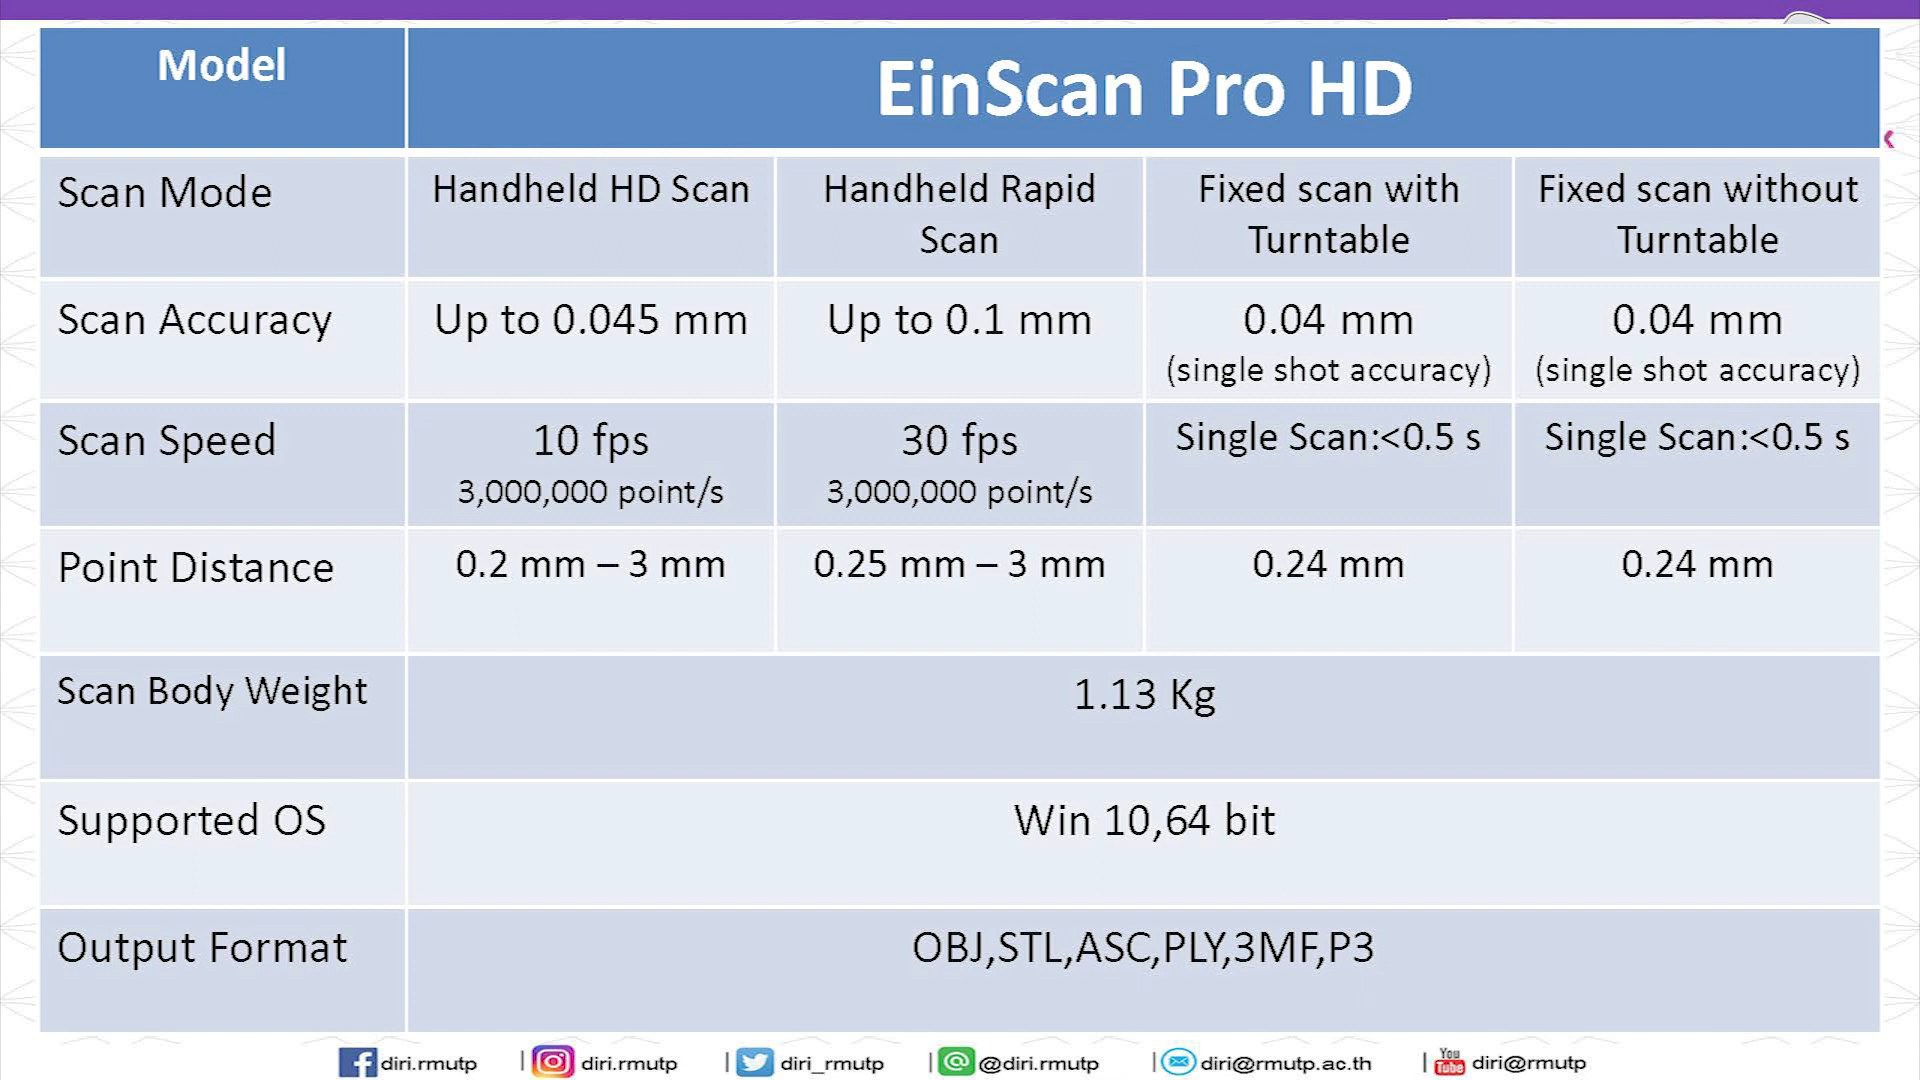 Model
EinScan Pro HD
Scan Mode
Handheld HD Scan
Handheld Rapid
Scan
Fixed scan with
Turntable
Fixed scan without
Turntable
Scan Accuracy
Up to 0.045 mm
Up to 0.1 mm
0.04 mm
(single shot accuracy)
0.04 mm
(single shot accuracy)
Scan Speed
10 fps
3,000,000 point/s
30 fps
3,000,000 point/s
Single Scan:<0.5 s
Single Scan:<0.5 s
Point Distance
0.2 mm – 3 mm
0.25 mm – 3 mm
0.24 mm
0.24 mm
Scan Body Weight
1.13 Kg
Supported OS
Win 10,64 bit
Output Format
OBJ,STL,ASC,PLY,3MF,P3
diri.rmutp | diri.rmutp | diri_rmutp | @diri.rmutp | diri@rmutp.ac.th | You Tube diri@rmutp